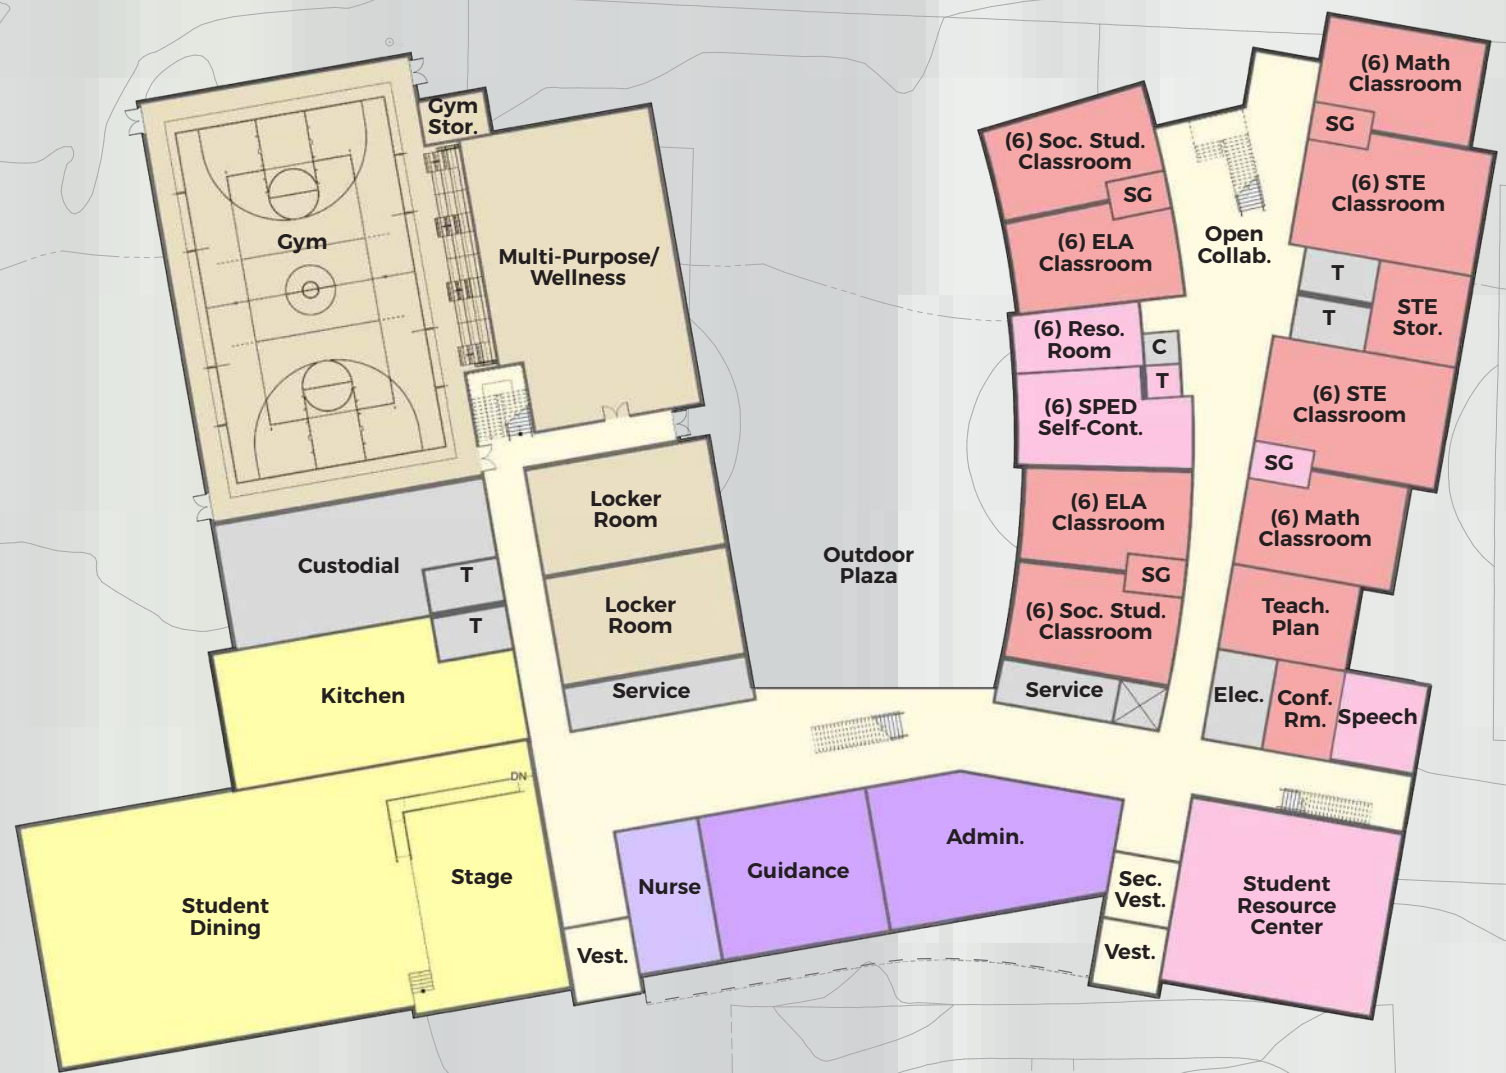 Gym
Stor.
Gym
Multi-Purpose/
Wellness
Locker
Room
Locker
Room
Custodial
T
T
Service
Kitchen
DN
Stage
Student
Dining
Vest.
Nurse
Guidance
Admin.
Outdoor
Plaza
(6) Soc. Stud.
Classroom
SG
(6) ELA
Classroom
(6) Reso.
Room
C
T
(6) SPED
Self-Cont.
(6) ELA
Classroom
SG
(6) Soc. Stud.
Classroom
Service
Open
Collab.
(6) Math
Classroom
SG
(6) STE
Classroom
T
T
STE
Stor.
(6) STE
Classroom
SG
(6) Math
Classroom
Teach.
Plan
Elec.
Conf.
Rm.
Speech
Sec.
Vest.
Vest.
Student
Resource
Center